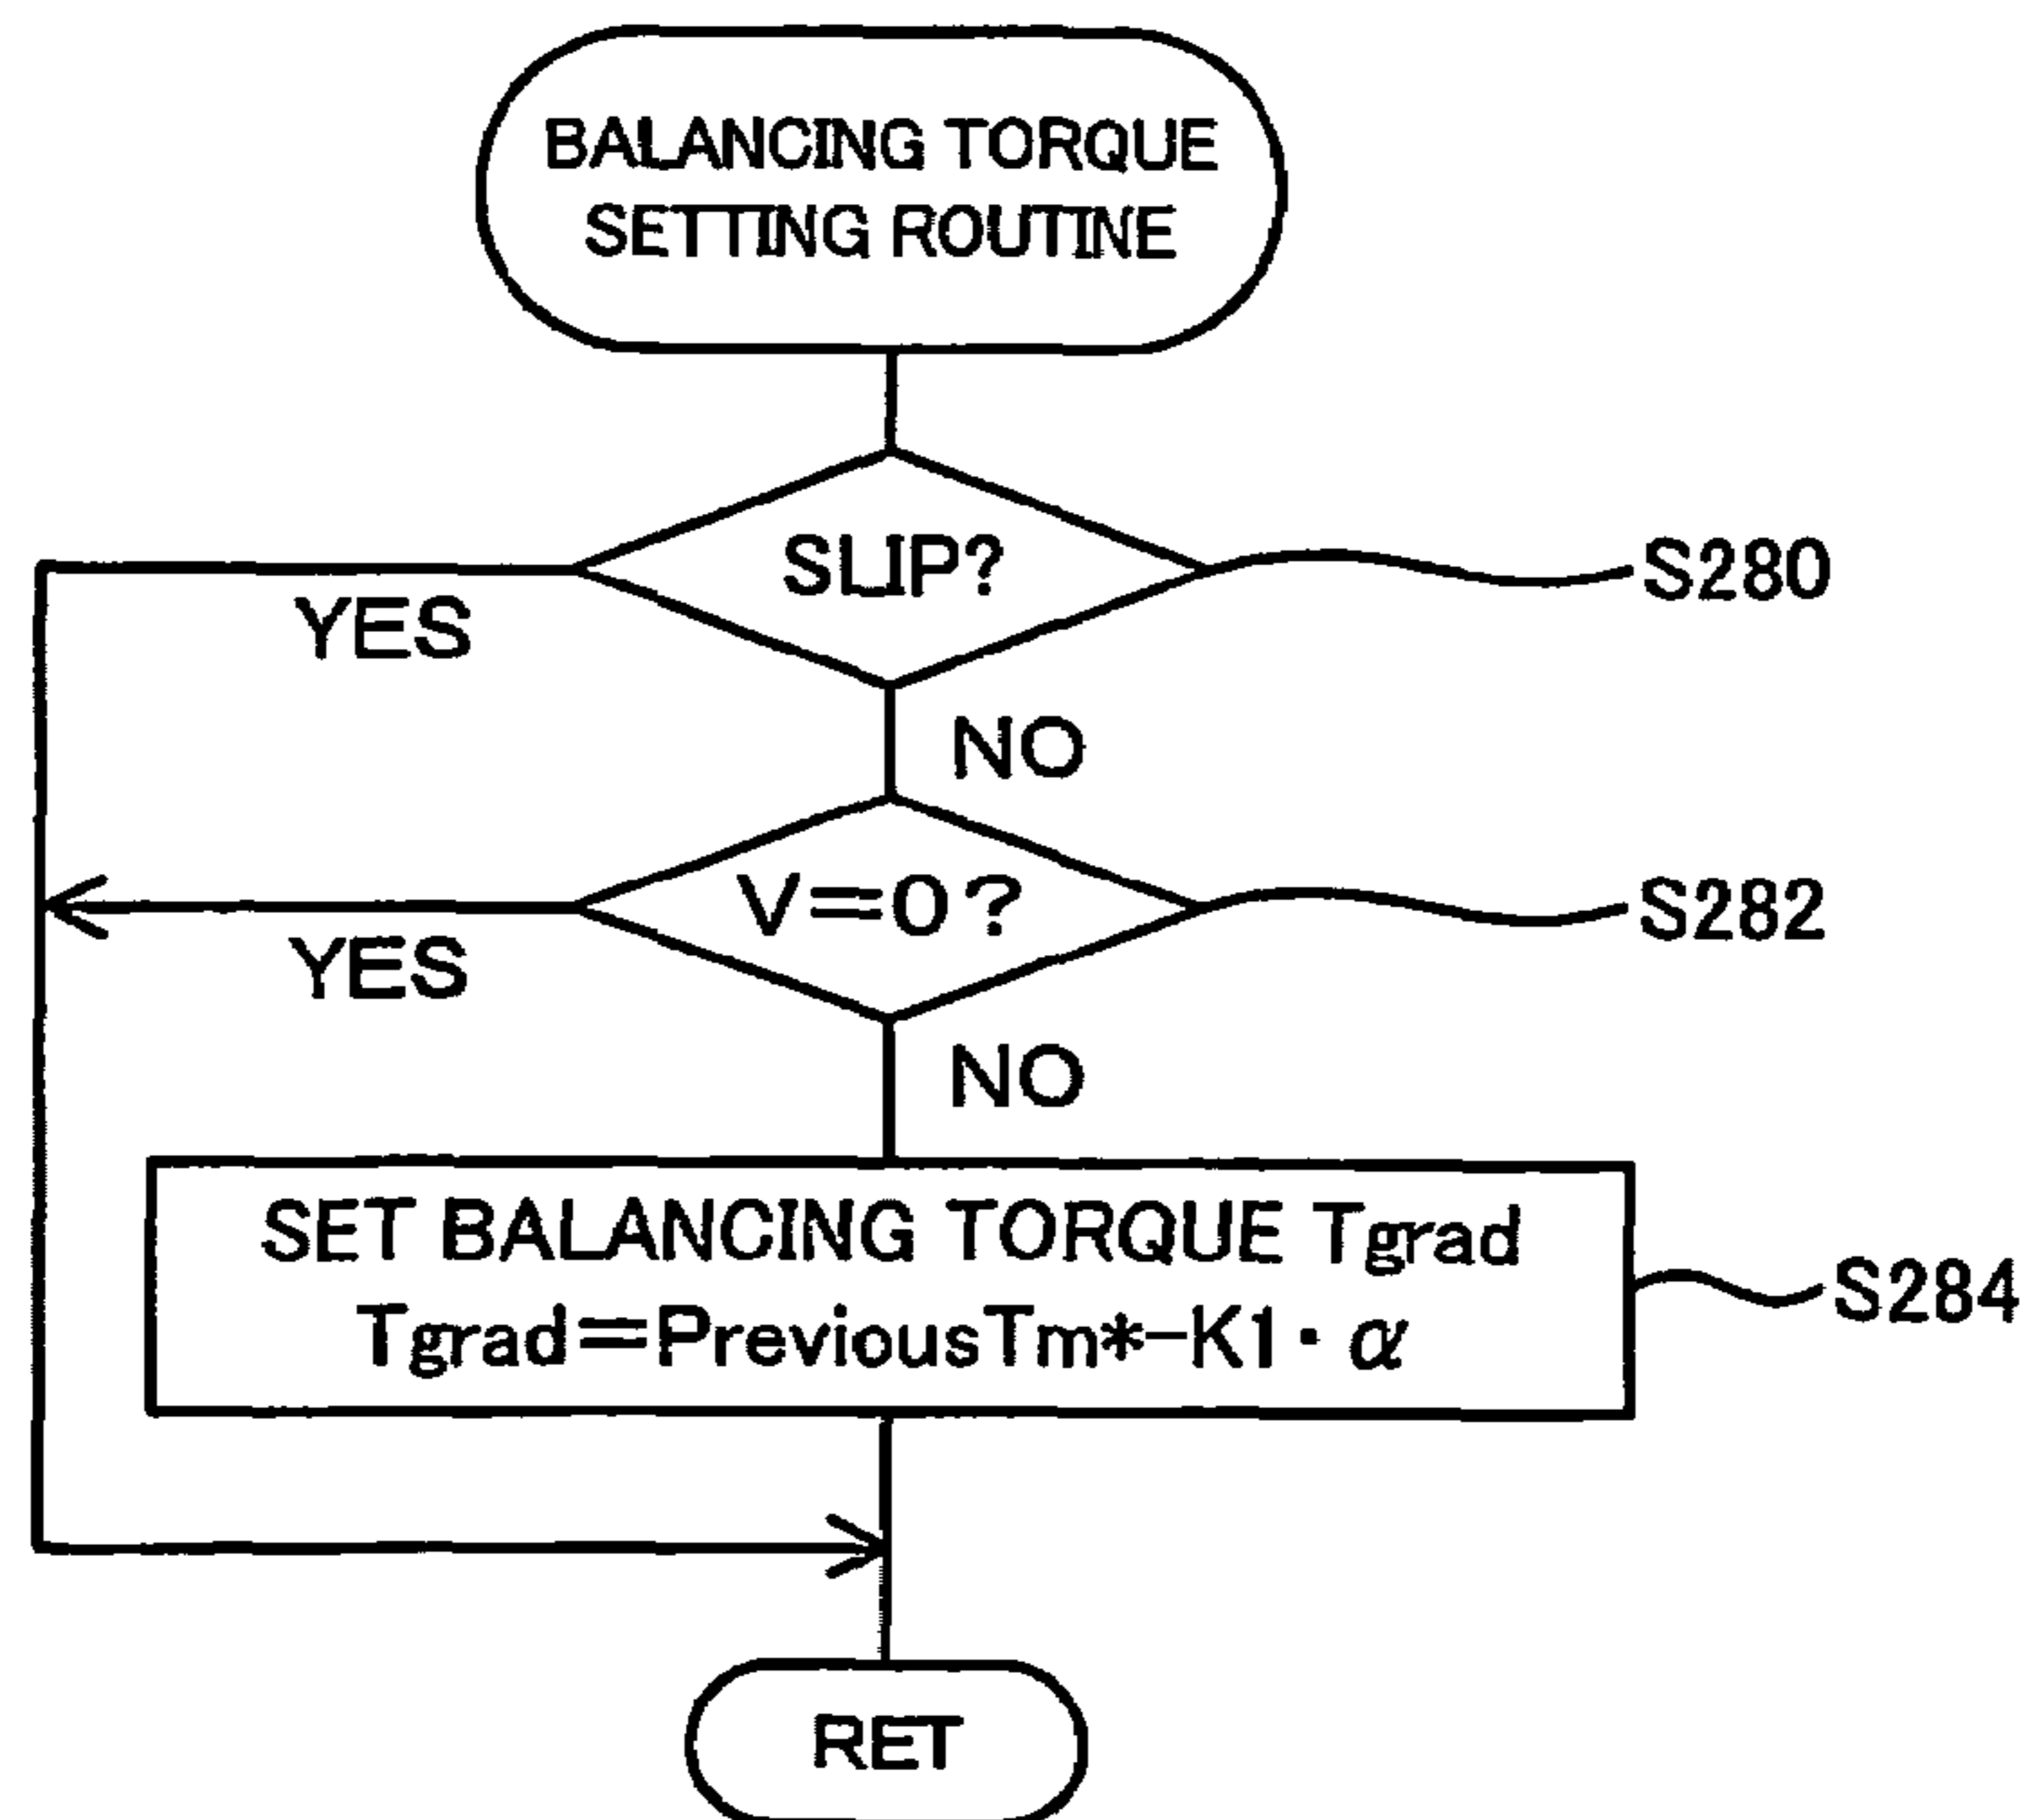 BALANCING TORQUE
SETTING ROUTINE
SLIP?
S280
YES
NO
V=0?
S282
YES
NO
SET BALANCING TORQUE Tgrad
Tgrad=PreviousTm*-K1・α
S284
RET